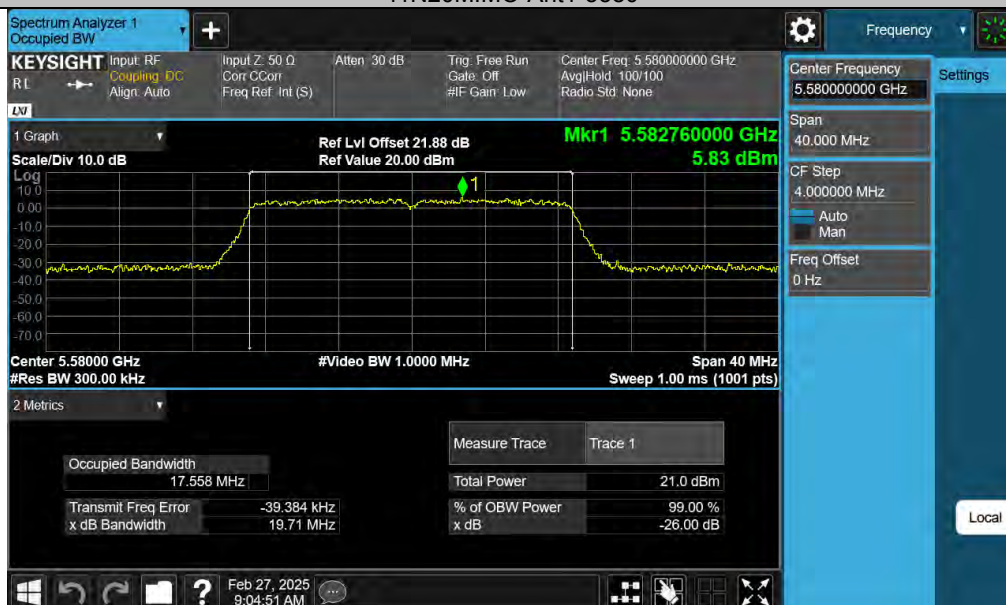 Spectrum Analyzer 1
Occupied BW
Frequency
KEYSIGHT
RL
LXI
Input: RF
Coupling: DC
Align: Auto
Input Z: 50 Ω
Corr CCorr
Freq Ref: Int (S)
Atten: 30 dB
Trig: Free Run
Gate: Off
#IF Gain: Low
Center Freq: 5.580000000 GHz
Avg|Hold: 100/100
Radio Std: None
Center Frequency
5.580000000 GHz
Settings
Span
40.000 MHz
CF Step
4.000000 MHz
Auto
Man
Freq Offset
0 Hz
Local
1 Graph
Scale/Div 10.0 dB
Ref Lvl Offset 21.88 dB
Ref Value 20.00 dBm
Mkr1 5.582760000 GHz
5.83 dBm
Log
10.0
0.00
-10.0
-20.0
-30.0
-40.0
-50.0
-60.0
-70.0
1
Center 5.58000 GHz
#Video BW 1.0000 MHz
Span 40 MHz
#Res BW 300.00 kHz
Sweep 1.00 ms (1001 pts)
2 Metrics
Measure Trace Trace 1
Occupied Bandwidth
17.558 MHz
Total Power 21.0 dBm
Transmit Freq Error -39.384 kHz
% of OBW Power 99.00 %
x dB Bandwidth 19.71 MHz
x dB -26.00 dB
Feb 27, 2025
9:04:51 AM